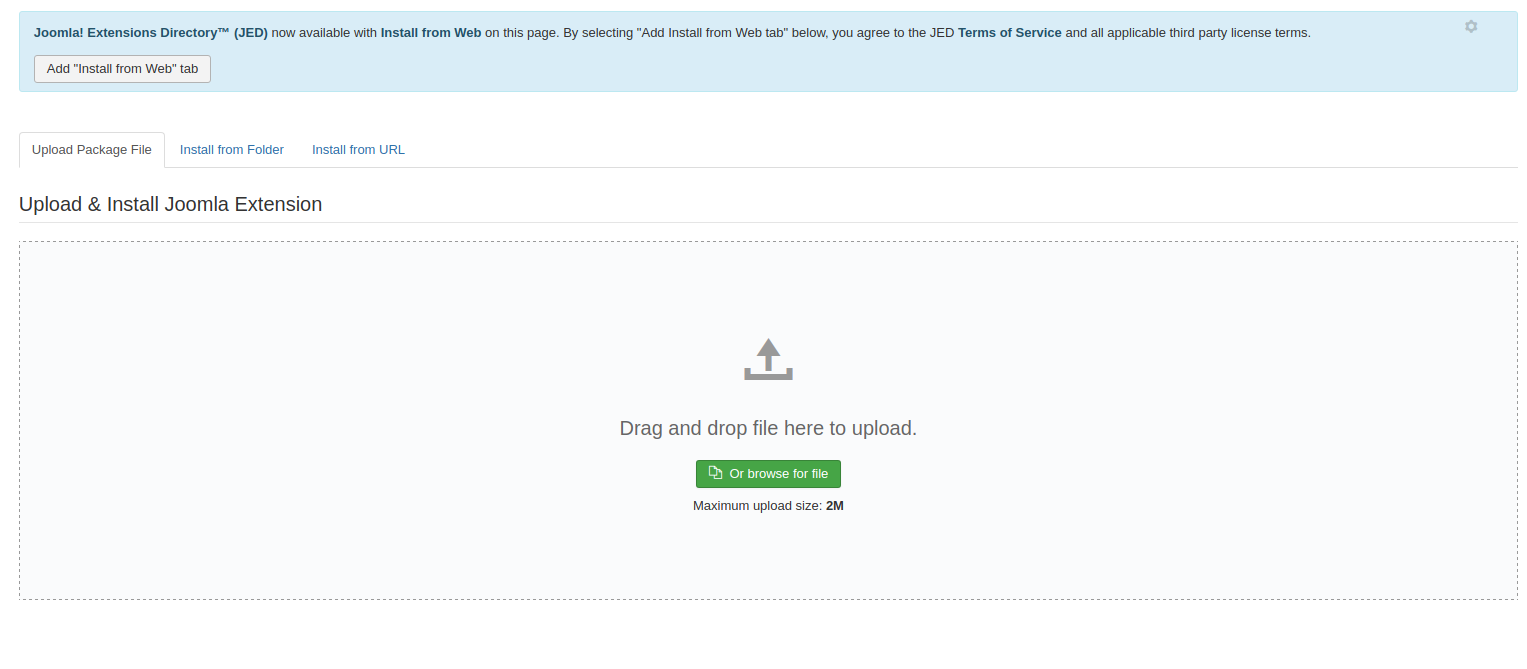 Joomla! Extensions Directory™ (JED) now available with Install from Web on this page. By selecting "Add Install from Web tab" below, you agree to the JED Terms of Service and all applicable third party license terms.
Add "Install from Web" tab
Upload Package File Install from Folder Install from URL
Upload & Install Joomla Extension
Drag and drop file here to upload.
Or browse for file
Maximum upload size: 2M